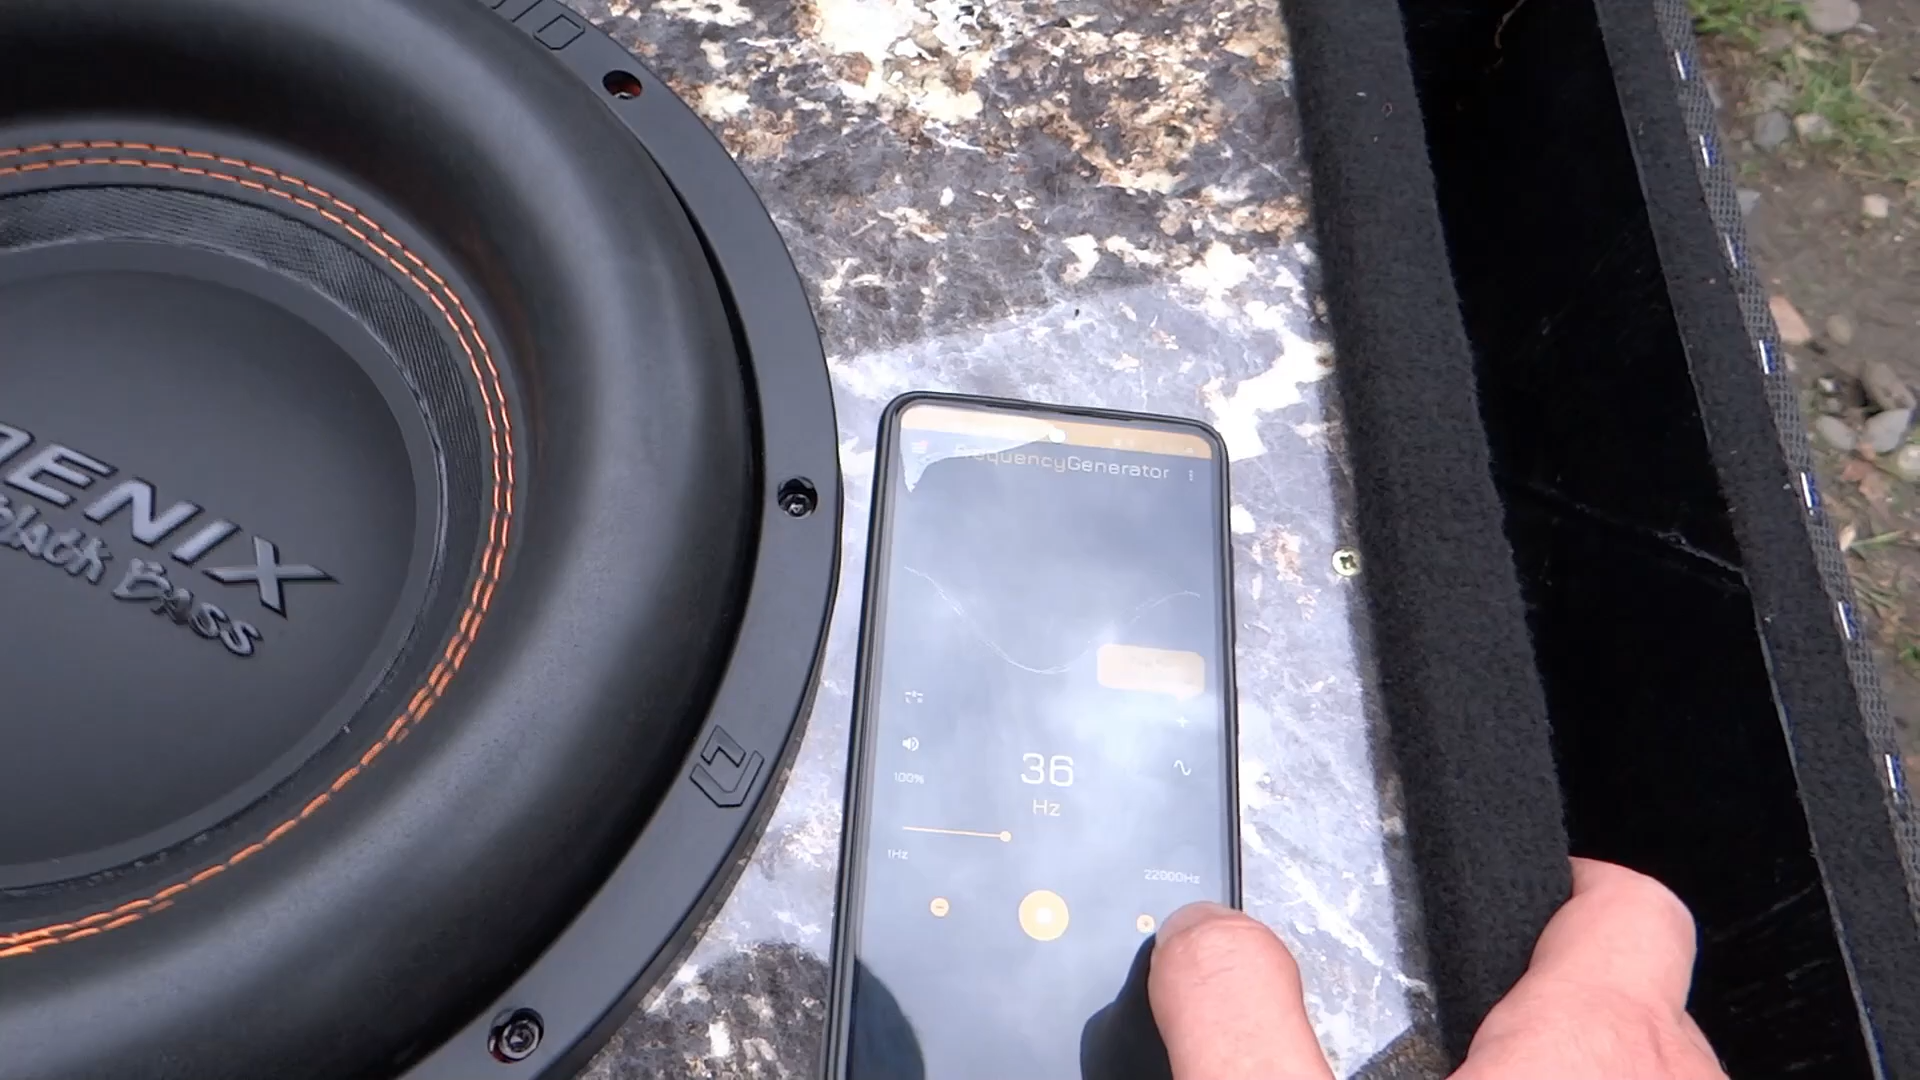 ENIX
Black Bass
FrequencyGenerator
100%
36
Hz
1Hz
22000Hz